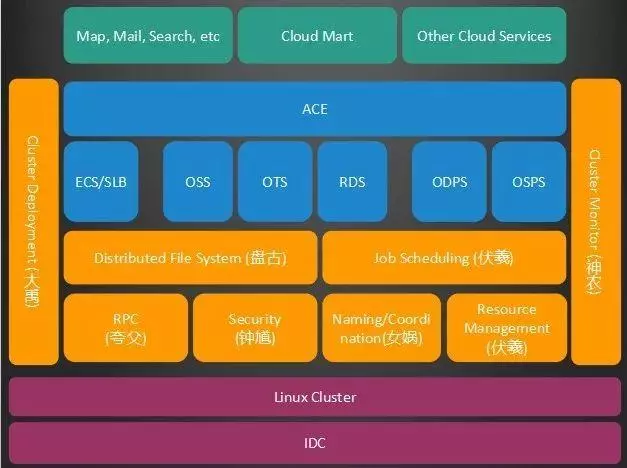 Map, Mail, Search, etc
Cloud Mart
Other Cloud Services
ACE
ECS/SLB
OSS
OTS
RDS
ODPS
OSPS
Cluster Deployment (大禹)
Cluster Monitor (神农)
Distributed File System (盘古)
Job Scheduling (伏羲)
RPC
(夸父)
Security
(钟馗)
Naming/Coordi
nation(女娲)
Resource
Management
(伏羲)
Linux Cluster
IDC